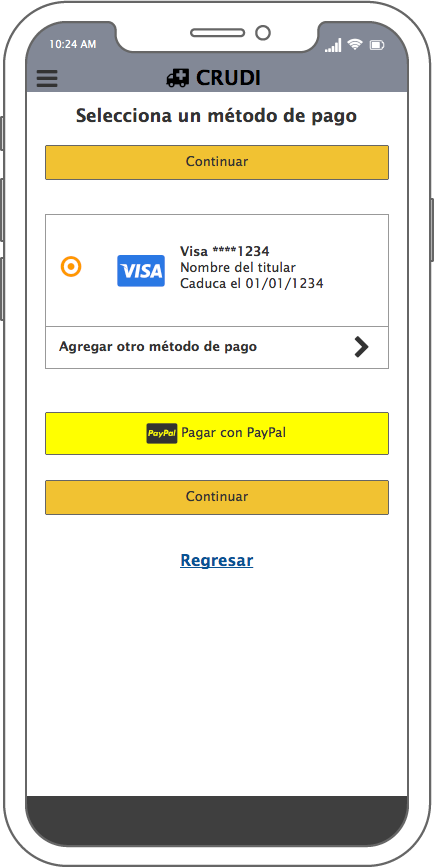 10:24 AM
CRUDI
Selecciona un método de pago
Continuar
VISA
Visa ****1234
Nombre del titular
Caduca el 01/01/1234
Agregar otro método de pago
PayPal Pagar con PayPal
Continuar
Regresar